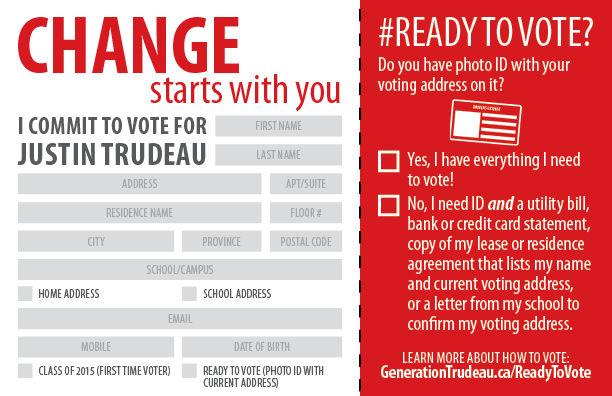 CHANGE
starts with you
I COMMIT TO VOTE FOR
JUSTIN TRUDEAU
FIRST NAME
LAST NAME
ADDRESS
APT/SUITE
RESIDENCE NAME
FLOOR #
CITY
PROVINCE
POSTAL CODE
SCHOOL/CAMPUS
HOME ADDRESS
SCHOOL ADDRESS
EMAIL
MOBILE
DATE OF BIRTH
CLASS OF 2015 (FIRST TIME VOTER)
READY TO VOTE (PHOTO ID WITH
CURRENT ADDRESS)
#READY TO VOTE?
Do you have photo ID with your
voting address on it?
DRIVER'S LICENSE
Yes, I have everything I need
to vote!
No, I need ID and a utility bill,
bank or credit card statement,
copy of my lease or residence
agreement that lists my name
and current voting address,
or a letter from my school to
confirm my voting address.
LEARN MORE ABOUT HOW TO VOTE:
GenerationTrudeau.ca/ReadyToVote